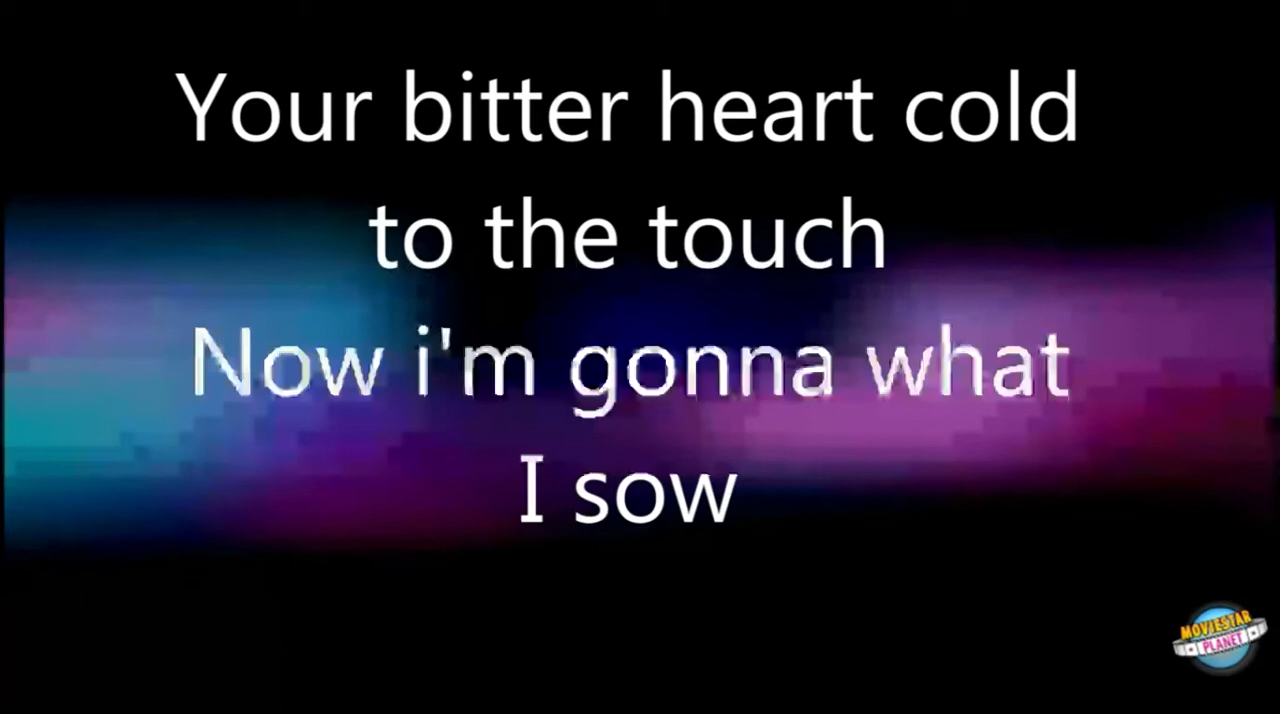 Your bitter heart cold
to the touch
Now i'm gonna what
I sow
MOVIESTAR
PLANET